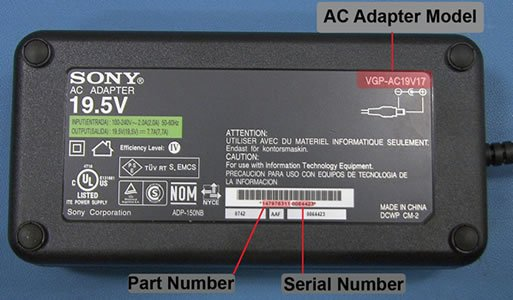 AC Adapter Model
SONY®
AC ADAPTER
19.5V
VGP-AC19V17
INPUT(ENTRADA): 100-240V ~ 2.0A(2.0A) 50-60Hz
OUTPUT(SALIDA): 19.5V(19,5V) ⎓ 7.7A(7,7A)
Efficiency Level: IV
ATTENTION:
UTILISER AVEC DU MATERIEL INFORMATIQUE SEULEMENT.
Endast för kontorsmaskin.
CAUTION:
For use with Information Technology Equipment.
PRECAUCION PARA USO CON EQUIPOS DE TECNOLOGIA
DE LA INFORMACION
TÜV RT S, EMCS
UL
LISTED
ITE POWER SUPPLY
S
NOM
NYCE
Sony Corporation
ADP-150NB
*147978311 0064423*
0742 AAF 0064423
MADE IN CHINA
DCWP CM-2
Part Number
Serial Number